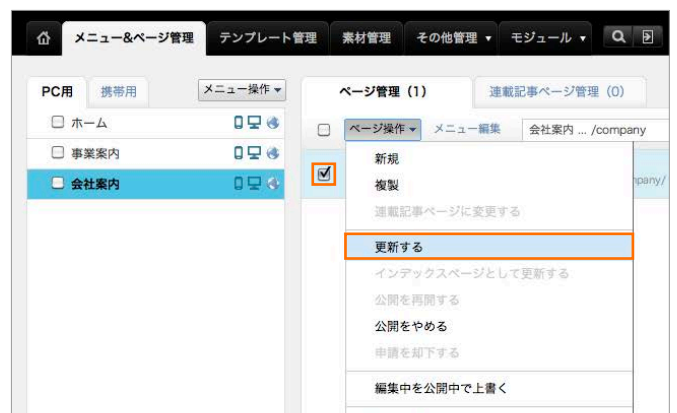 メニュー&ページ管理 テンプレート管理 素材管理 その他管理 ▼ モジュール ▼
PC用 携帯用 メニュー操作 ▼
ページ管理（1） 連載記事ページ管理（0）
ホーム
事業案内
会社案内
ページ操作 ▼ メニュー編集 会社案内 ... /company
新規
複製
連載記事ページに変更する
更新する
インデックスページとして更新する
公開を再開する
公開をやめる
申請を却下する
編集中を公開中で上書く
mpany/